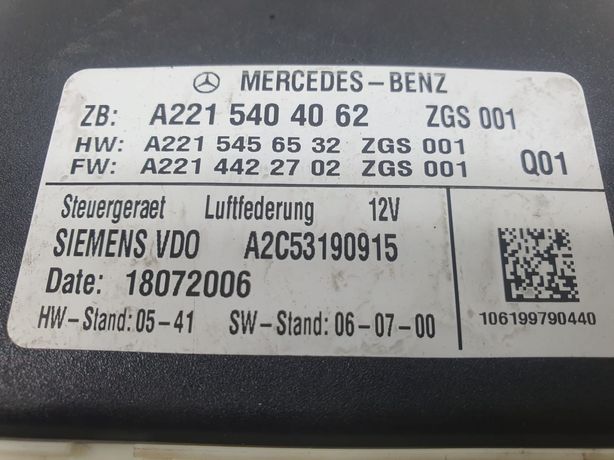 MERCEDES-BENZ
ZB: A221 540 40 62 ZGS 001
HW: A221 545 65 32 ZGS 001
FW: A221 442 27 02 ZGS 001 Q01
Steuergeraet Luftfederung 12V
SIEMENS VDO A2C53190915
Date: 18072006
HW-Stand: 05-41 SW-Stand: 06-07-00
106199790440